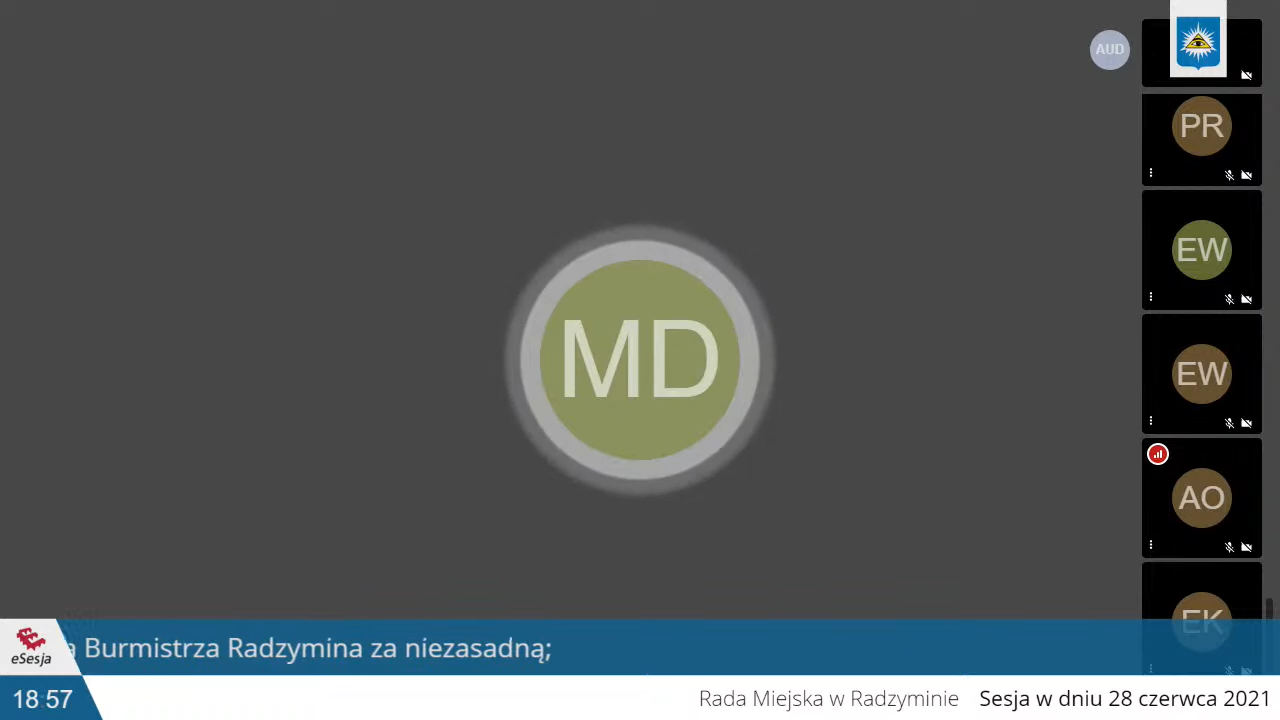 AUD
PR
EW
EW
MD
AO
EK
Burmistrza Radzymina za niezasadną;
eSesja
18:57
Rada Miejska w Radzyminie Sesja w dniu 28 czerwca 2021